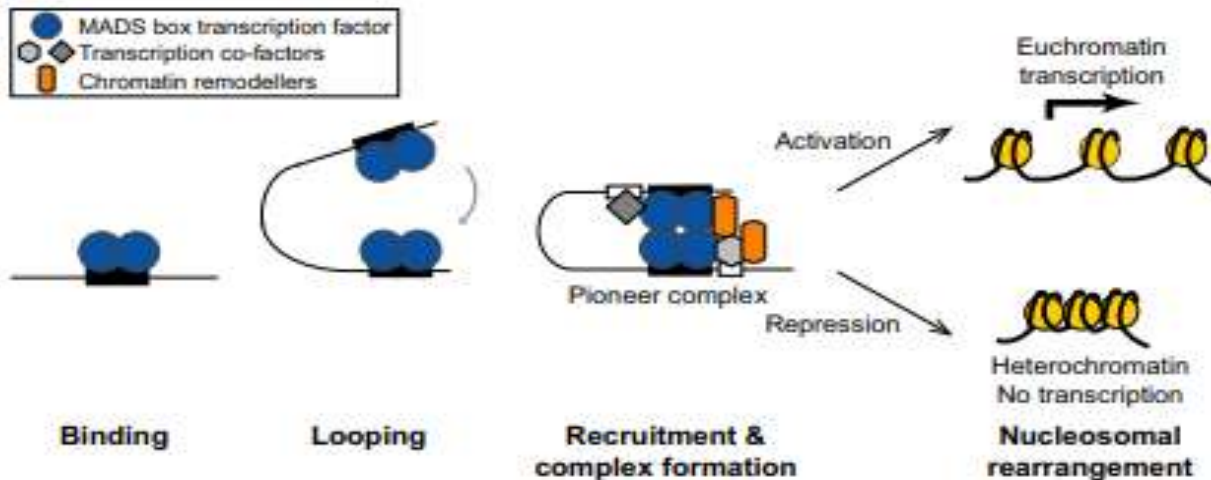 MADS box transcription factor
Transcription co-factors
Chromatin remodellers
Euchromatin
transcription
Activation
Pioneer complex
Repression
Heterochromatin
No transcription
Binding
Looping
Recruitment &
complex formation
Nucleosomal
rearrangement